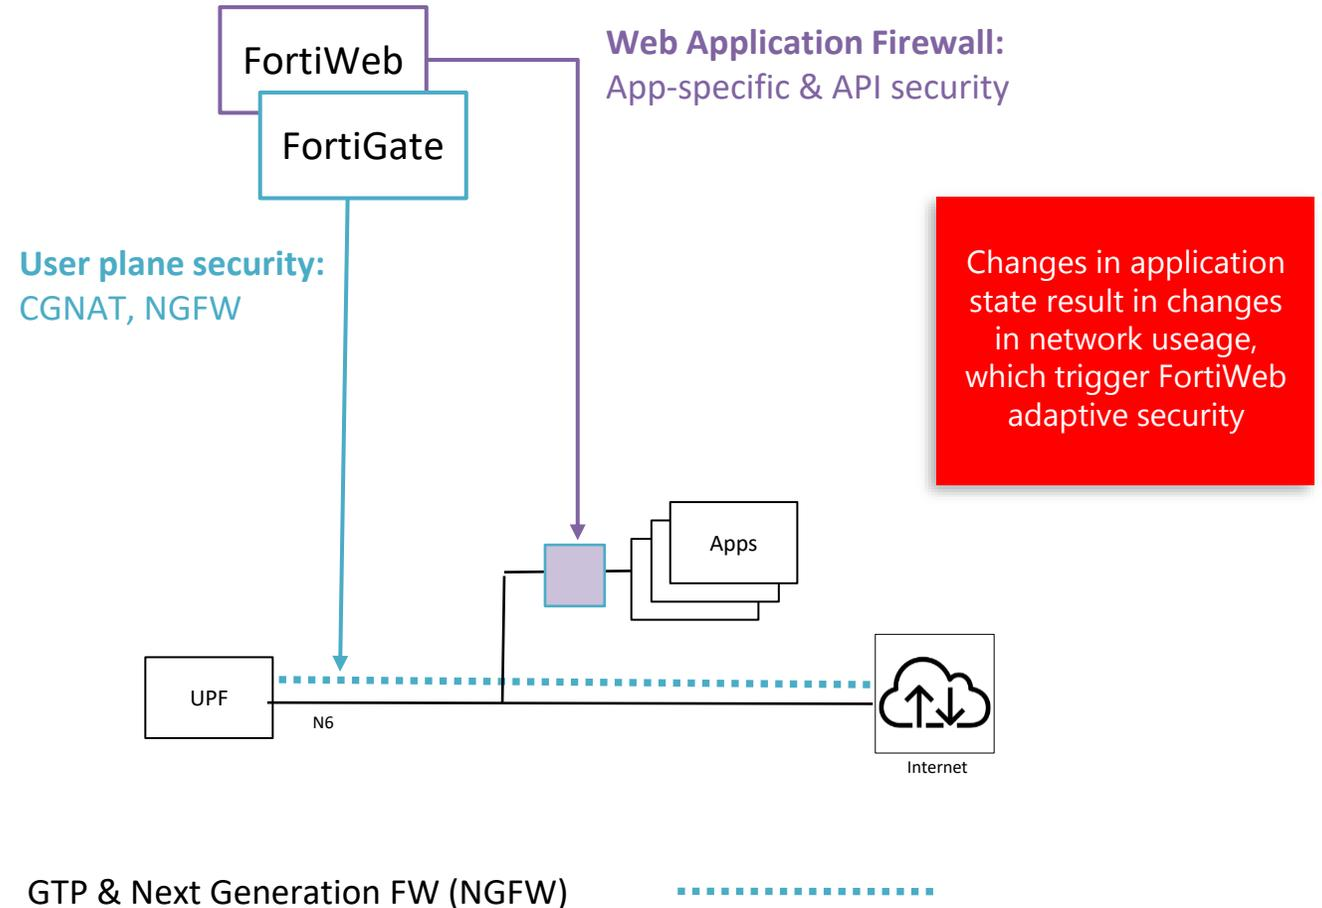 FortiWeb
FortiGate
Web Application Firewall:
App-specific & API security
User plane security:
CGNAT, NGFW
Changes in application
state result in changes
in network useage,
which trigger FortiWeb
adaptive security
Apps
UPF
N6
Internet
GTP & Next Generation FW (NGFW)